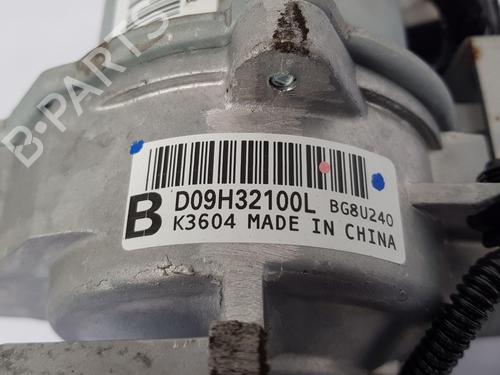 B-PARTS
B D09H32100L BG8U240
K3604 MADE IN CHINA